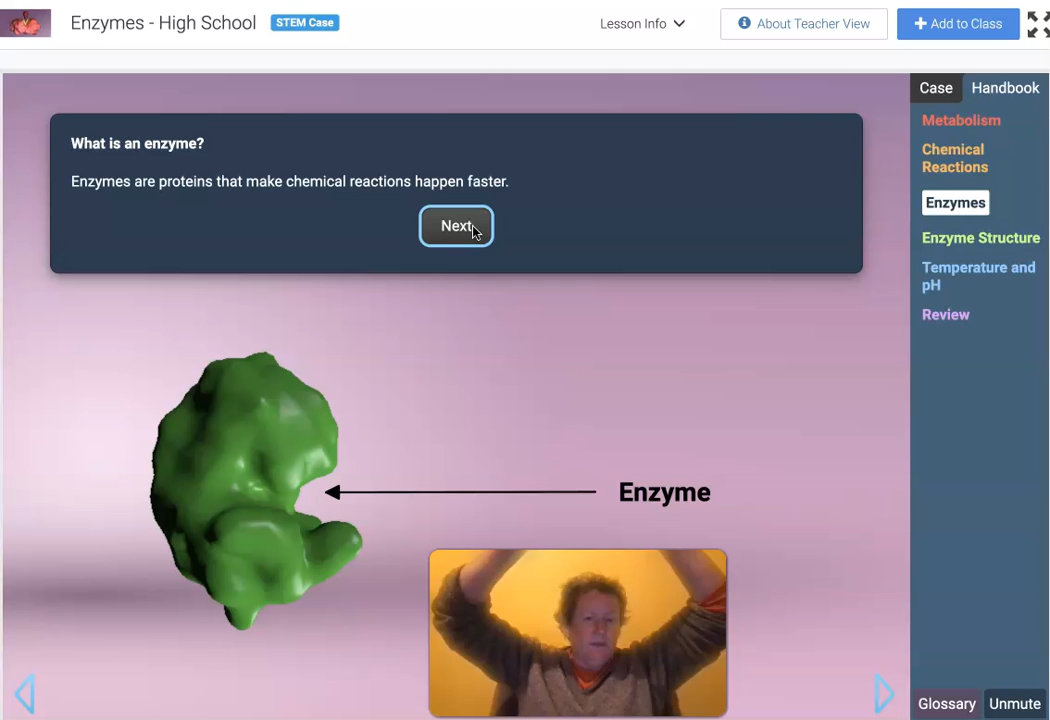 Enzymes - High School STEM Case Lesson Info About Teacher View + Add to Class
Case Handbook
What is an enzyme?
Enzymes are proteins that make chemical reactions happen faster.
Next
Metabolism
Chemical
Reactions
Enzymes
Enzyme Structure
Temperature and
pH
Review
Enzyme
Glossary Unmute